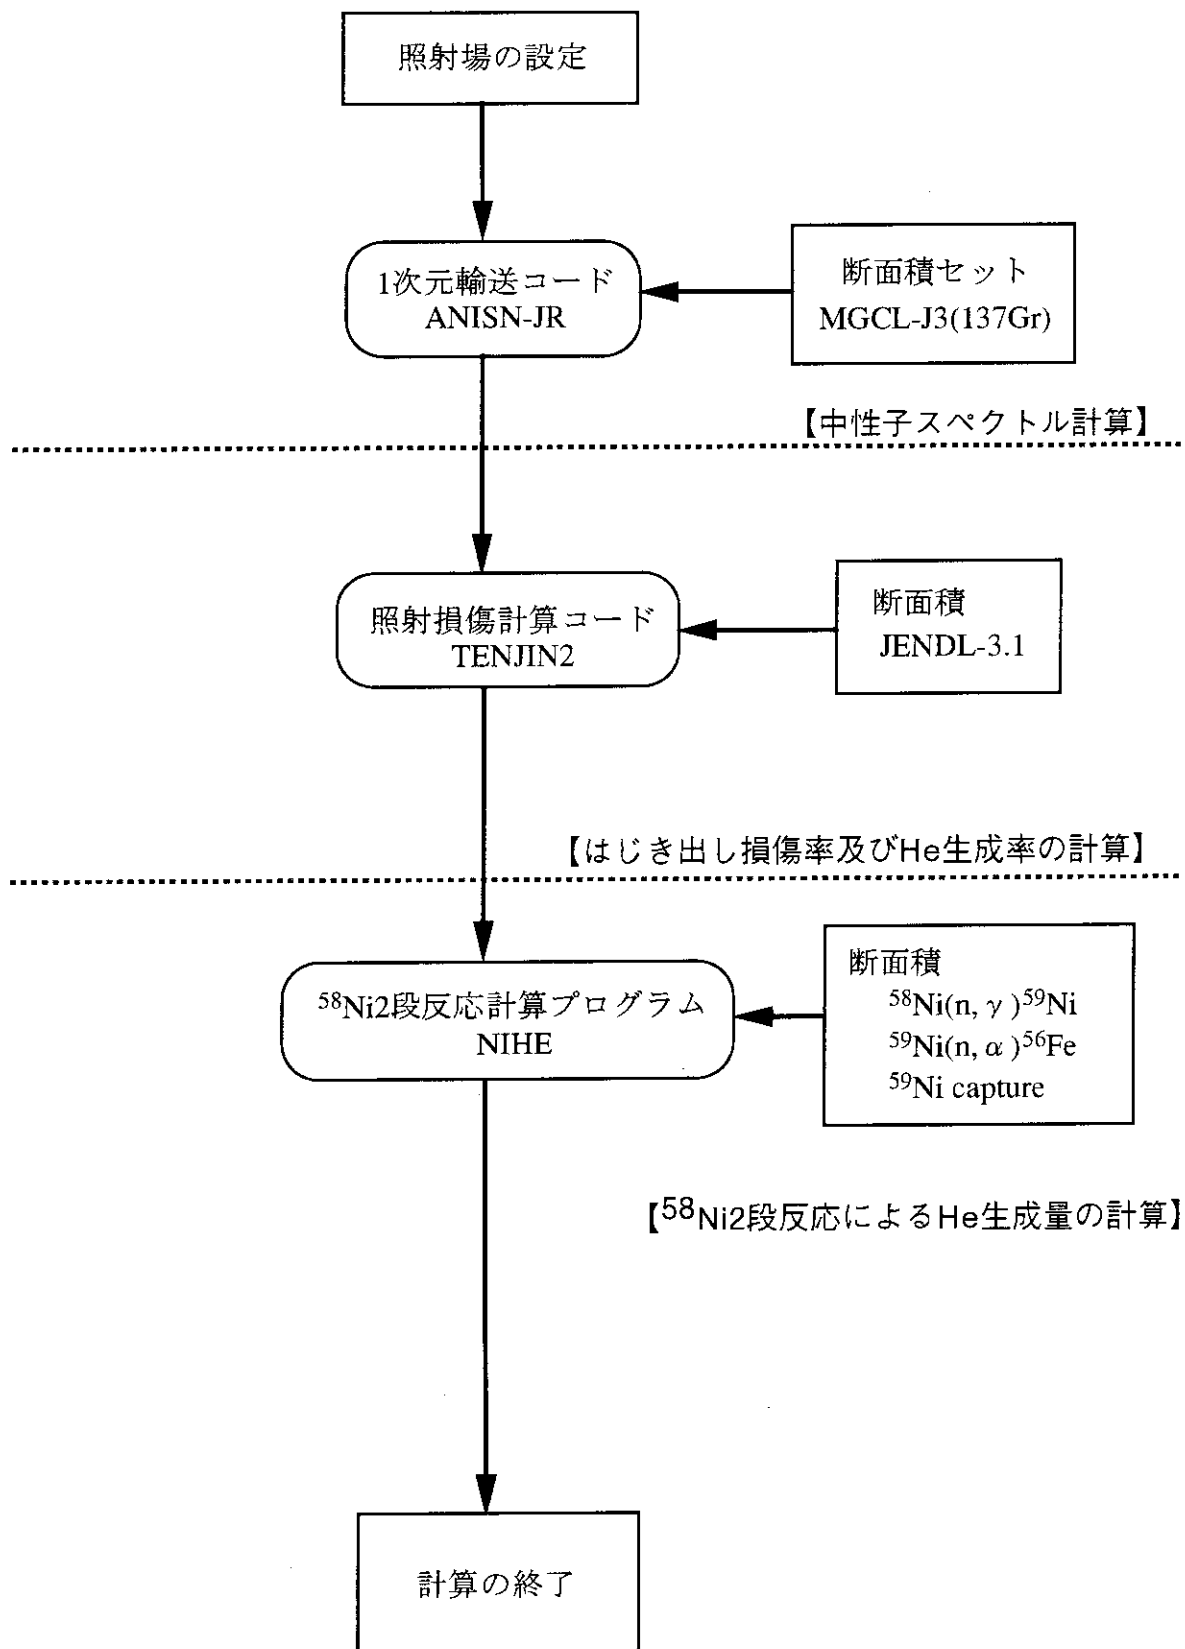 照射場の設定
1次元輸送コード
ANISN-JR
断面積セット
MGCL-J3(137Gr)
【中性子スペクトル計算】
照射損傷計算コード
TENJIN2
断面積
JENDL-3.1
【はじき出し損傷率及びHe生成率の計算】
⁵⁸Ni2段反応計算プログラム
NIHE
断面積
⁵⁸Ni(n, γ)⁵⁹Ni
⁵⁹Ni(n, α)⁵⁶Fe
⁵⁹Ni capture
【⁵⁸Ni2段反応によるHe生成量の計算】
計算の終了